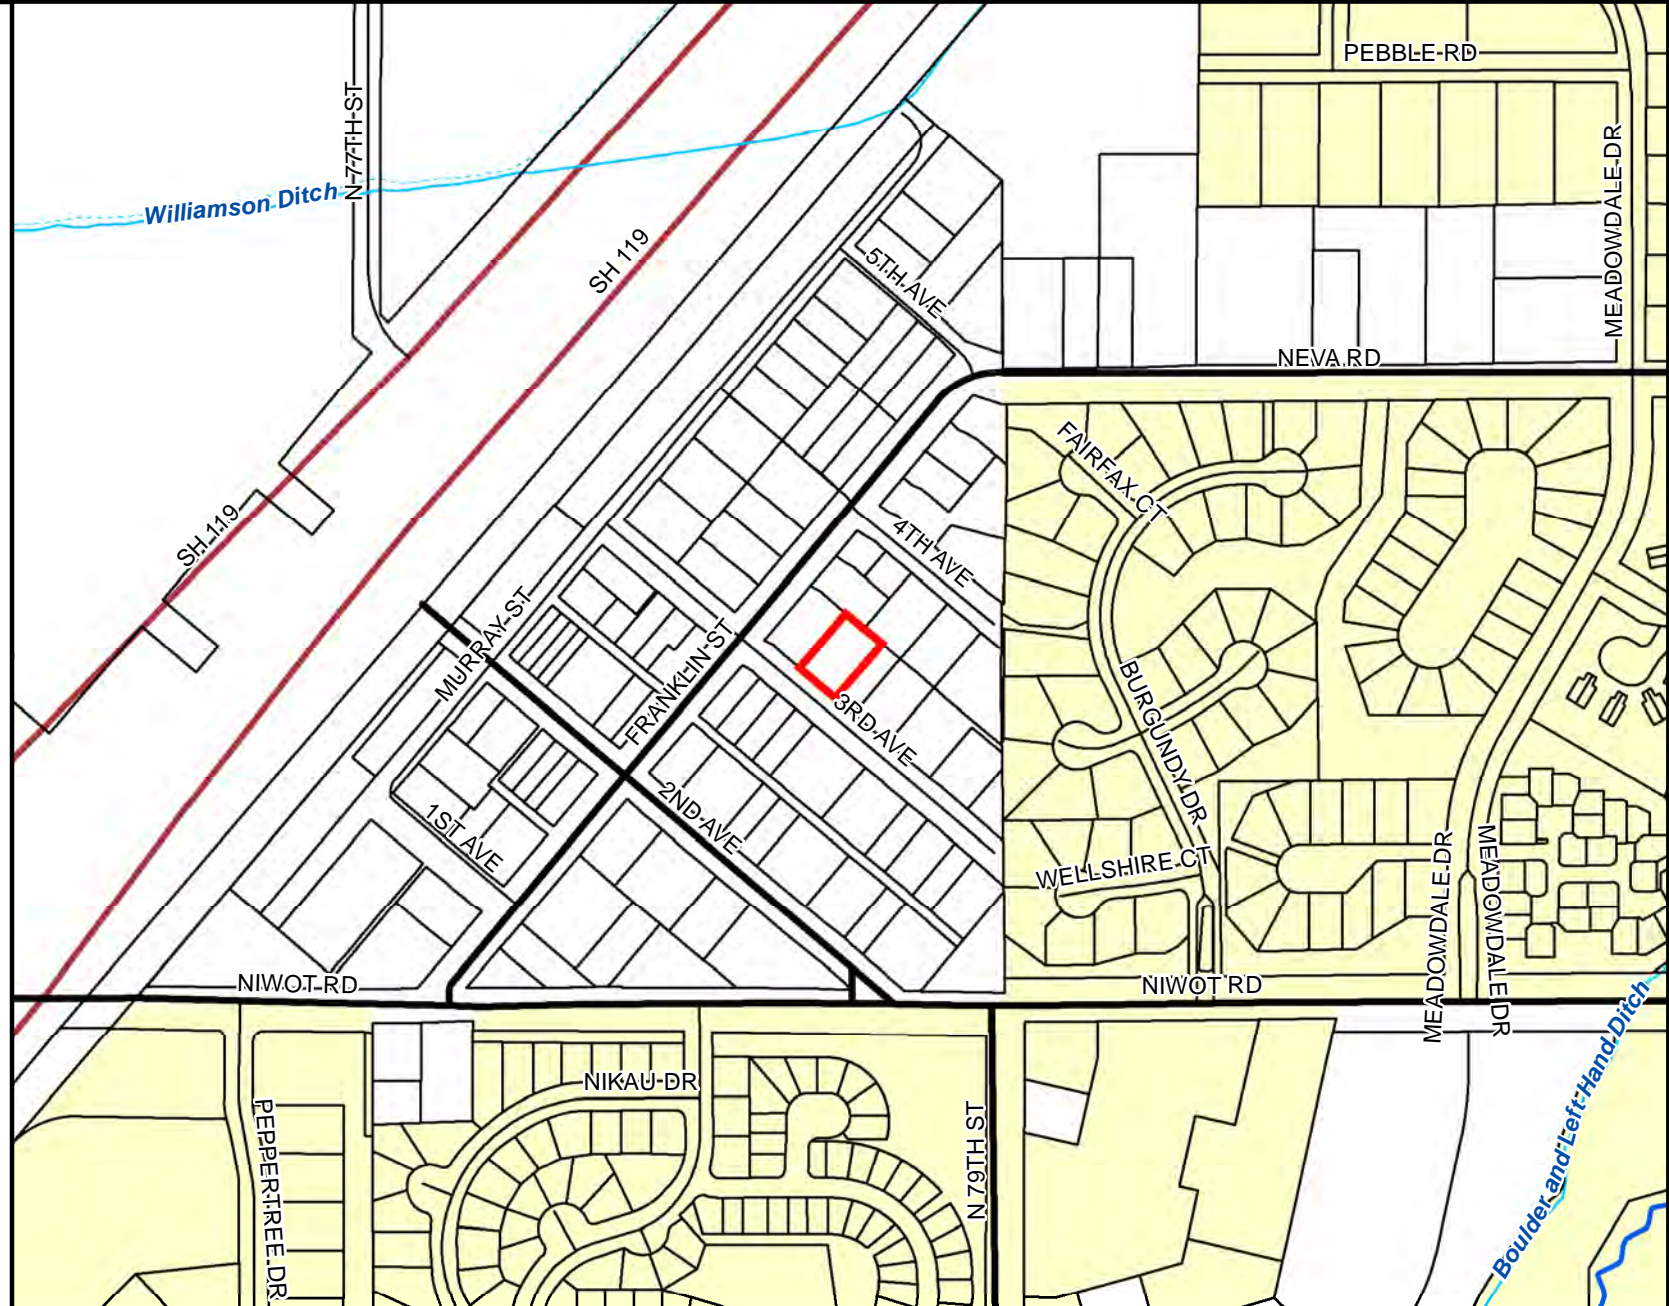 PEBBLE RD
N 77TH ST
MEADOWDALE DR
Williamson Ditch
SH 119
5TH AVE
NEVA RD
FAIRFAX CT
SH 119
4TH AVE
MURRAY ST
FRANKLIN ST
3RD AVE
BURGUNDY DR
2ND AVE
1ST AVE
WELLSHIRE CT
MEADOWDALE DR
MEADOWDALE DR
NIWOT RD
NIWOT RD
Boulder and Left Hand Ditch
NIKAU DR
PEPPERTREE DR
N 79TH ST